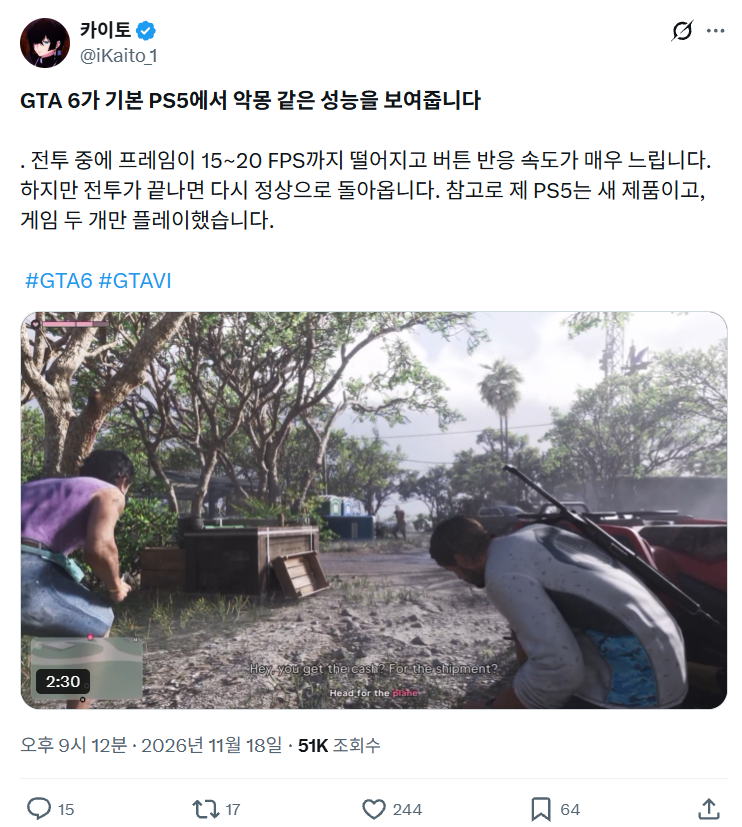 카이토
@iKaito_1
GTA 6가 기본 PS5에서 악몽 같은 성능을 보여줍니다
. 전투 중에 프레임이 15~20 FPS까지 떨어지고 버튼 반응 속도가 매우 느립니다.
하지만 전투가 끝나면 다시 정상으로 돌아옵니다. 참고로 제 PS5는 새 제품이고,
게임 두 개만 플레이했습니다.
#GTA6 #GTAVI
Hey, you get the cash? For the shipment?
Head for the plane
2:30
오후 9시 12분 · 2026년 11월 18일 · 51K 조회수
15 17 244 64